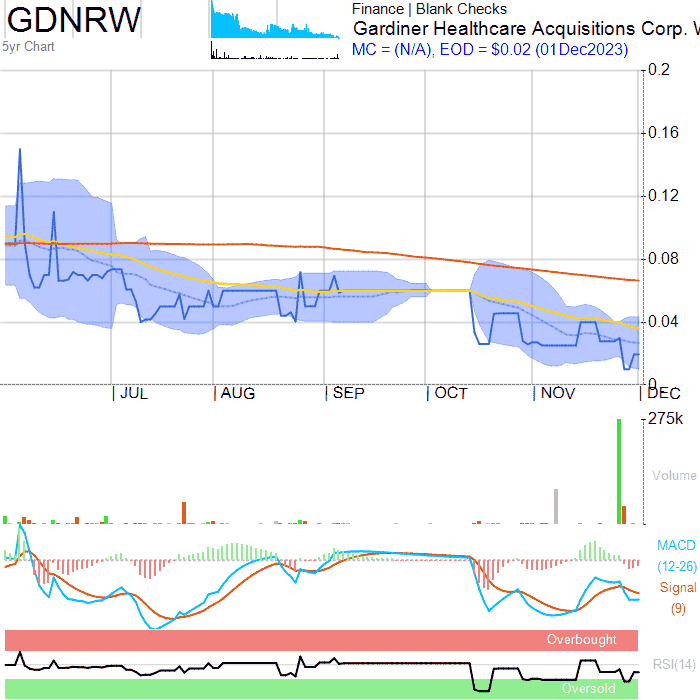 GDNRW
5yr Chart
Finance | Blank Checks
Gardiner Healthcare Acquisitions Corp. W
MC = (N/A), EOD = $0.02 (01Dec2023)
0.2
0.16
0.12
0.08
0.04
0
JUL AUG SEP OCT NOV DEC
275k
Volume
MACD
(12-26)
Signal
(9)
Overbought
RSI(14)
Oversold